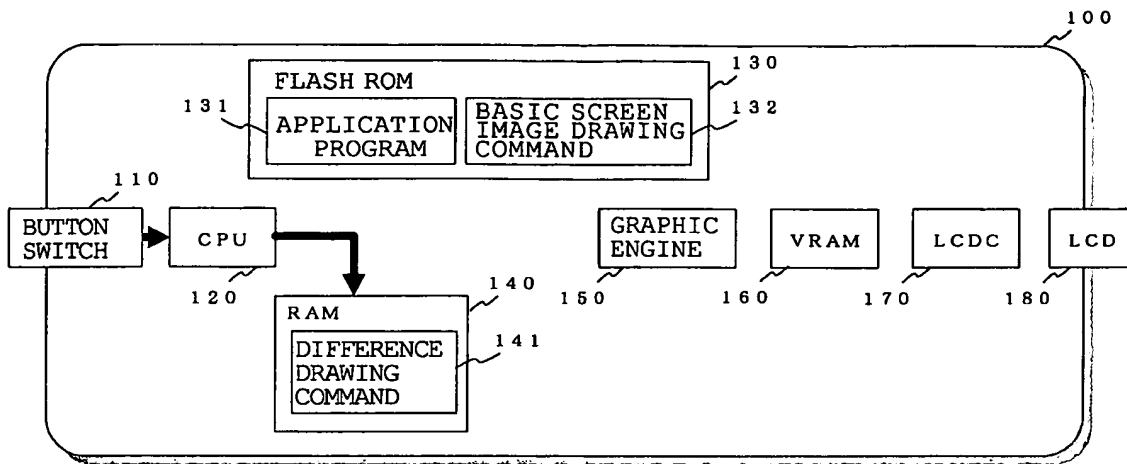 100
FLASH ROM
130
131
APPLICATION
PROGRAM
BASIC SCREEN
IMAGE DRAWING
COMMAND
132
110
BUTTON
SWITCH
CPU
120
GRAPHIC
ENGINE
150
VRAM
160
LCDC
170
LCD
180
RAM
140
DIFFERENCE
DRAWING
COMMAND
141